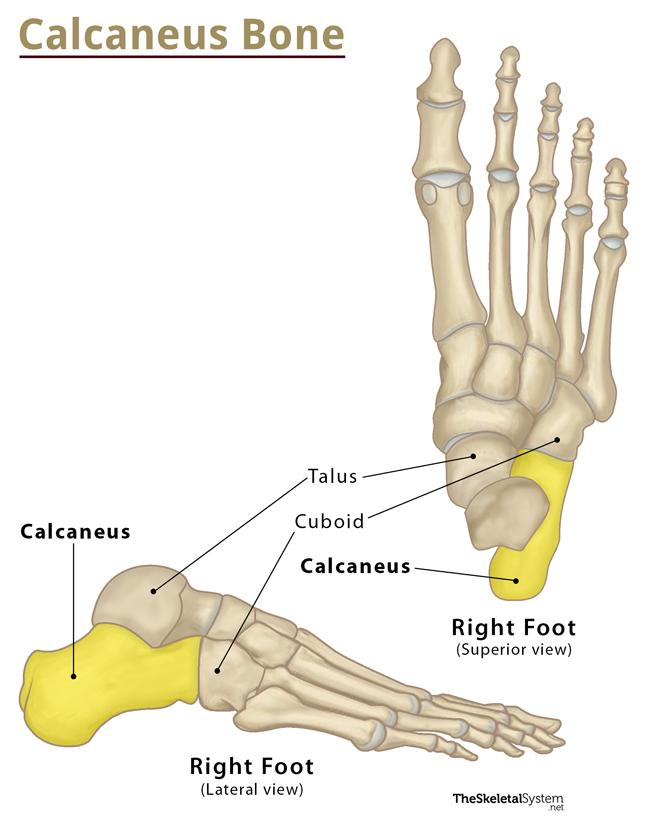 Calcaneus Bone
Talus
Cuboid
Calcaneus
Calcaneus
Right Foot
(Superior view)
Right Foot
(Lateral view)
TheSkeletalSystem
.net